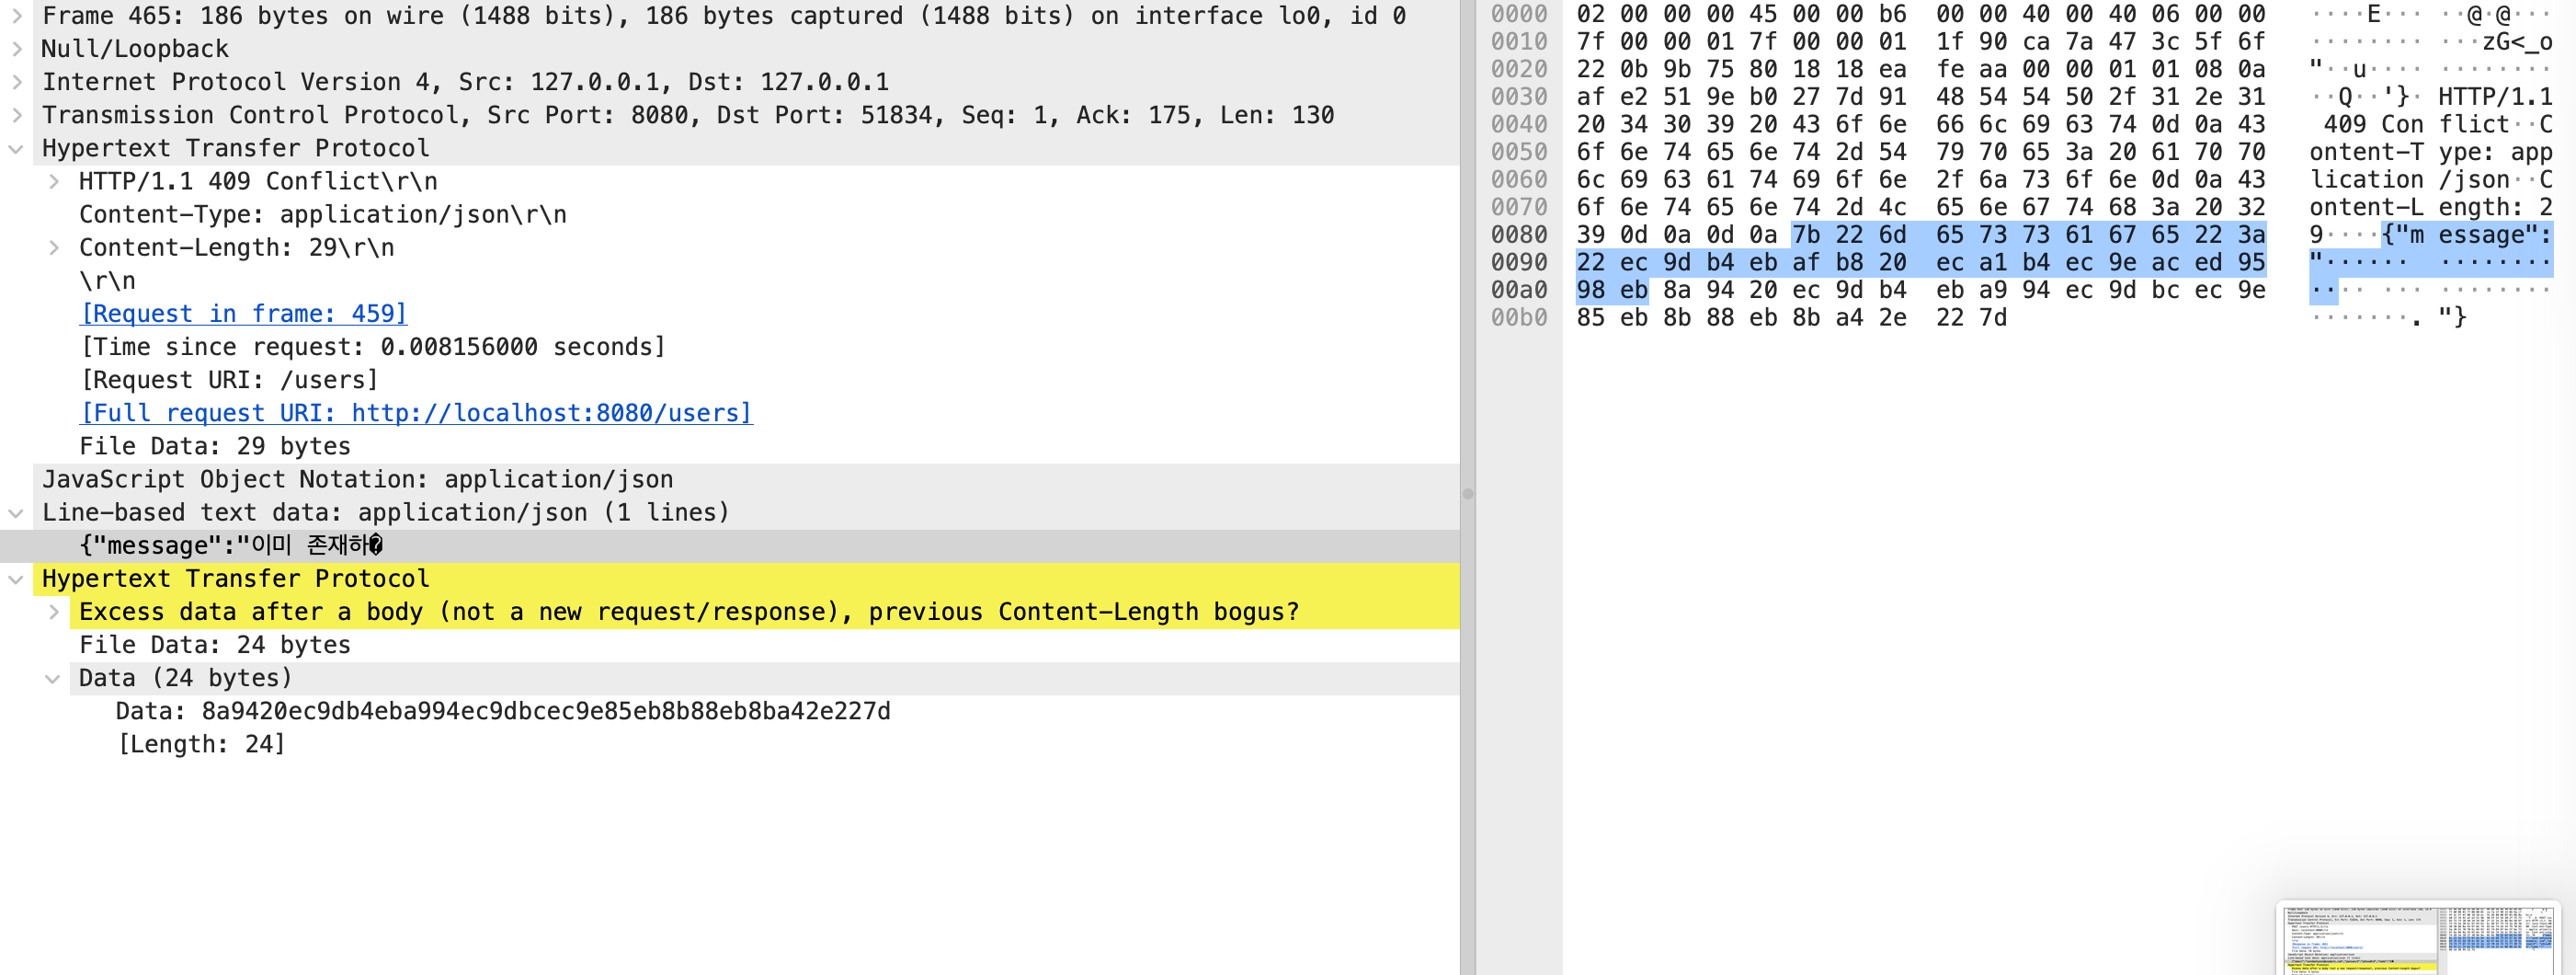 Frame 465: 186 bytes on wire (1488 bits), 186 bytes captured (1488 bits) on interface lo0, id 0
Null/Loopback
Internet Protocol Version 4, Src: 127.0.0.1, Dst: 127.0.0.1
Transmission Control Protocol, Src Port: 8080, Dst Port: 51834, Seq: 1, Ack: 175, Len: 130
Hypertext Transfer Protocol
HTTP/1.1 409 Conflict\r\n
Content-Type: application/json\r\n
Content-Length: 29\r\n
\r\n
[Request in frame: 459]
[Time since request: 0.008156000 seconds]
[Request URI: /users]
[Full request URI: http://localhost:8080/users]
File Data: 29 bytes
JavaScript Object Notation: application/json
Line-based text data: application/json (1 lines)
{"message":"이미 존재하�
Hypertext Transfer Protocol
Excess data after a body (not a new request/response), previous Content-Length bogus?
File Data: 24 bytes
Data (24 bytes)
Data: 8a9420ec9db4eba994ec9dbcec9e85eb8b88eb8ba42e227d
[Length: 24]
0000 02 00 00 00 45 00 00 b6 00 00 40 00 40 06 00 00 ····E··· ··@·@···
0010 7f 00 00 01 7f 00 00 01 1f 90 ca 7a 47 3c 5f 6f ········ ···zG<_o
0020 22 0b 9b 75 80 18 18 ea fe aa 00 00 01 01 08 0a "··u···· ········
0030 af e2 51 9e b0 27 7d 91 48 54 54 50 2f 31 2e 31 ··Q··'}· HTTP/1.1
0040 20 34 30 39 20 43 6f 6e 66 6c 69 63 74 0d 0a 43 409 Con flict··C
0050 6f 6e 74 65 6e 74 2d 54 79 70 65 3a 20 61 70 70 ontent-T ype: app
0060 6c 69 63 61 74 69 6f 6e 2f 6a 73 6f 6e 0d 0a 43 lication /json··C
0070 6f 6e 74 65 6e 74 2d 4c 65 6e 67 74 68 3a 20 32 ontent-L ength: 2
0080 39 0d 0a 0d 0a 7b 22 6d 65 73 73 61 67 65 22 3a 9····{"m essage":
0090 22 ec 9d b4 eb af b8 20 ec a1 b4 ec 9e ac ed 95 "······  ········
00a0 98 eb 8a 94 20 ec 9d b4 eb a9 94 ec 9d bc ec 9e ···· ··· ········
00b0 85 eb 8b 88 eb 8b a4 2e 22 7d ·······. "}